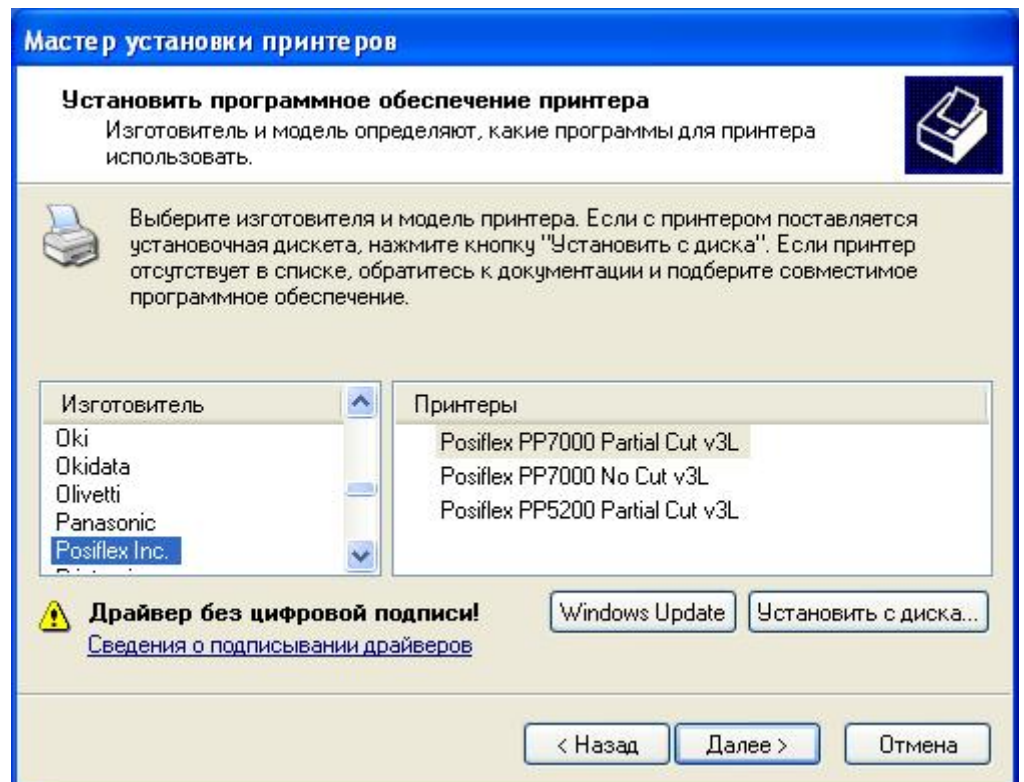 Мастер установки принтеров
Установить программное обеспечение принтера
Изготовитель и модель определяют, какие программы для принтера
использовать.
Выберите изготовителя и модель принтера. Если с принтером поставляется
установочная дискета, нажмите кнопку "Установить с диска". Если принтер
отсутствует в списке, обратитесь к документации и подберите совместимое
программное обеспечение.
Изготовитель
Oki
Okidata
Olivetti
Panasonic
Posiflex Inc.
Принтеры
Posiflex PP7000 Partial Cut v3L
Posiflex PP7000 No Cut v3L
Posiflex PP5200 Partial Cut v3L
Драйвер без цифровой подписи!
Сведения о подписывании драйверов
Windows Update
Установить с диска...
< Назад
Далее >
Отмена